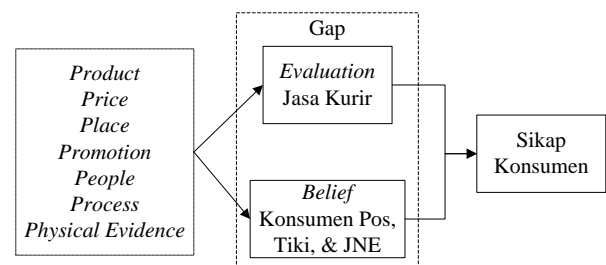 Product
Price
Place
Promotion
People
Process
Physical Evidence
Gap
Evaluation
Jasa Kurir
Belief
Konsumen Pos,
Tiki, & JNE
Sikap
Konsumen